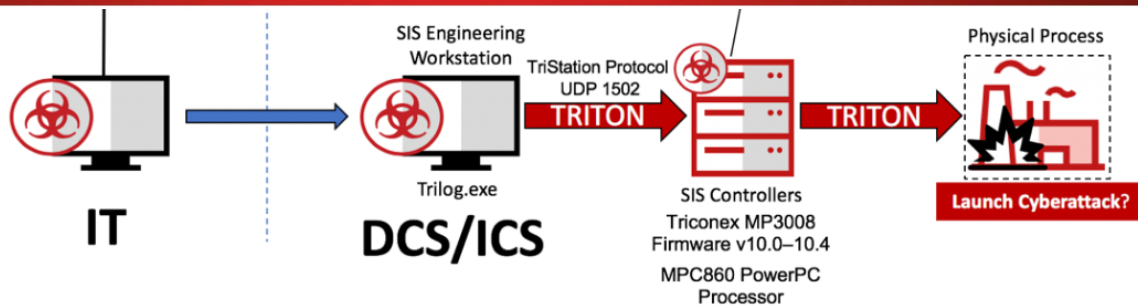 SIS Engineering
Workstation
TriStation Protocol
UDP 1502
Physical Process
TRITON
TRITON
Trilog.exe
IT
DCS/ICS
SIS Controllers
Triconex MP3008
Firmware v10.0–10.4
MPC860 PowerPC
Processor
Launch Cyberattack?